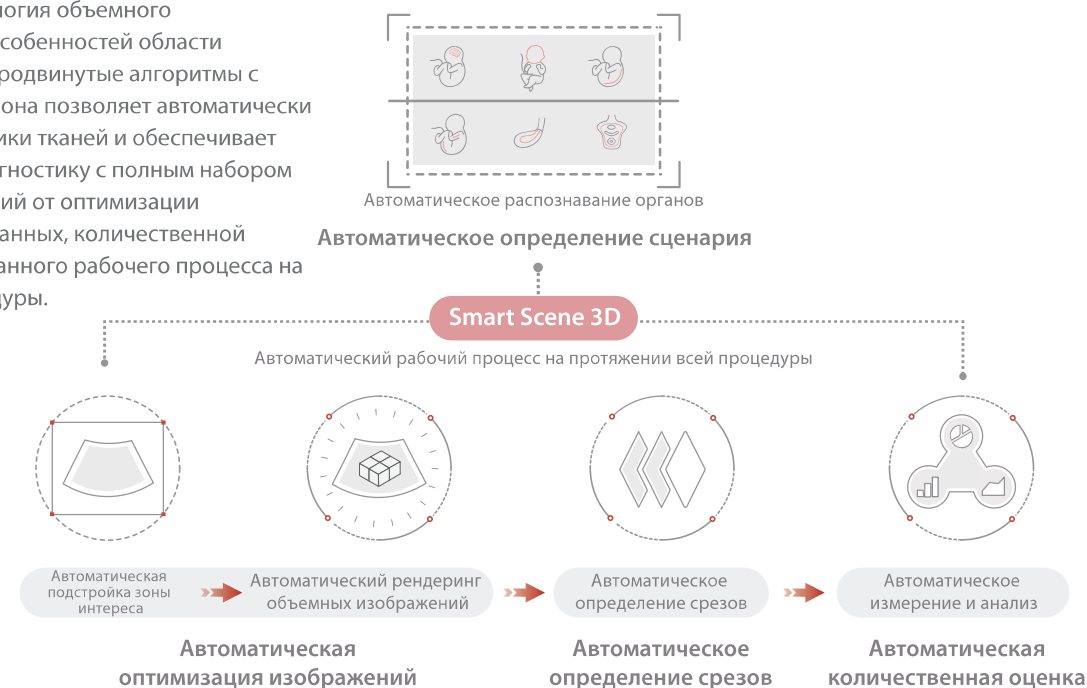 логия объемного
собенностей области
родвинутые алгоритмы с
она позволяет автоматически
ики тканей и обеспечивает
гностику с полным набором
ий от оптимизации
анных, количественной
анного рабочего процесса на
дуры.
Автоматическое распознавание органов
Автоматическое определение сценария
Smart Scene 3D
Автоматический рабочий процесс на протяжении всей процедуры
Автоматическая
подстройка зоны
интереса
Автоматический рендеринг
объемных изображений
Автоматическое
определение срезов
Автоматическое
измерение и анализ
Автоматическая
оптимизация изображений
Автоматическое
определение срезов
Автоматическая
количественная оценка